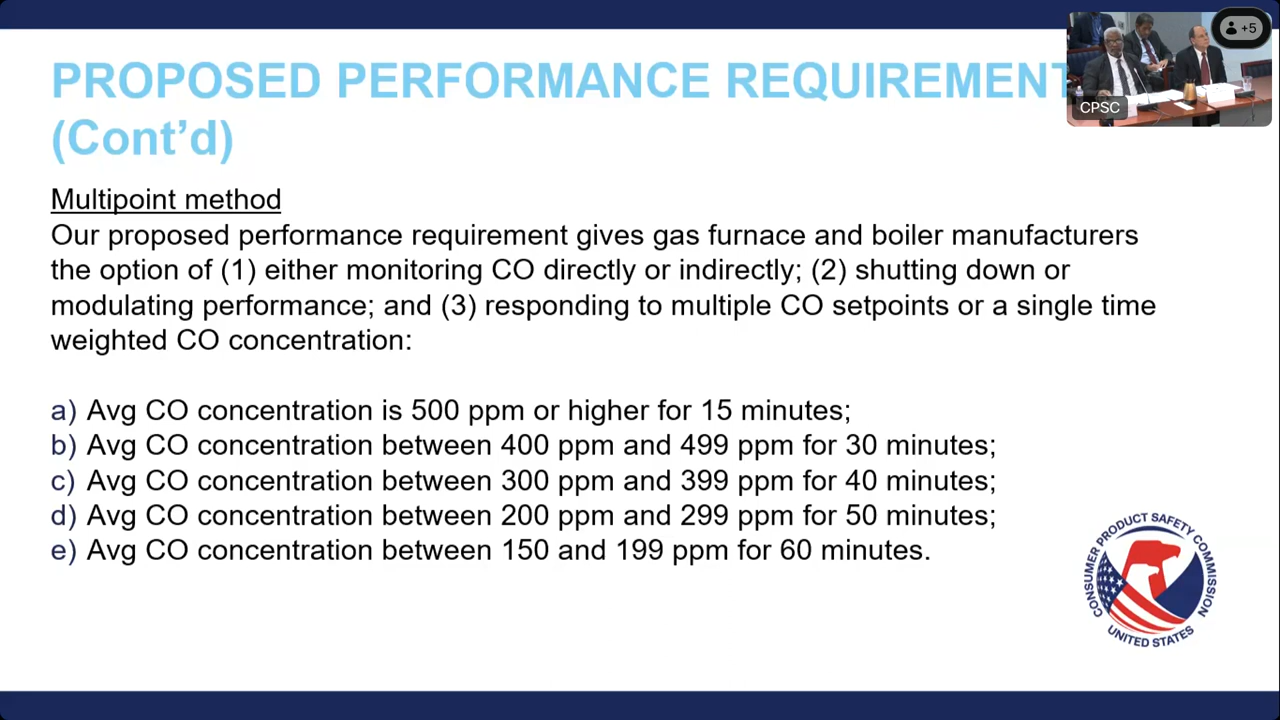 PROPOSED PERFORMANCE REQUIREMENT
(Cont'd)
+5
CPSC
Multipoint method
Our proposed performance requirement gives gas furnace and boiler manufacturers
the option of (1) either monitoring CO directly or indirectly; (2) shutting down or
modulating performance; and (3) responding to multiple CO setpoints or a single time
weighted CO concentration:
a) Avg CO concentration is 500 ppm or higher for 15 minutes;
b) Avg CO concentration between 400 ppm and 499 ppm for 30 minutes;
c) Avg CO concentration between 300 ppm and 399 ppm for 40 minutes;
d) Avg CO concentration between 200 ppm and 299 ppm for 50 minutes;
e) Avg CO concentration between 150 and 199 ppm for 60 minutes.
CONSUMER PRODUCT SAFETY COMMISSION
UNITED STATES